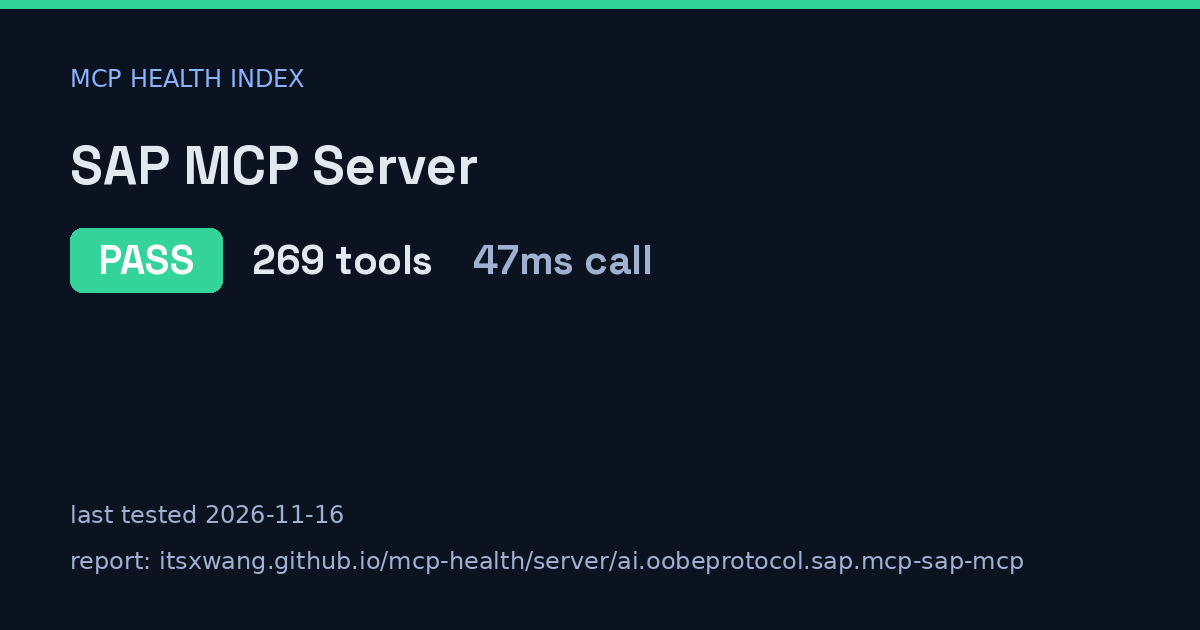 MCP HEALTH INDEX
SAP MCP Server
PASS 269 tools 47ms call
last tested 2026-11-16
report: itsxwang.github.io/mcp-health/server/ai.oobeprotocol.sap.mcp-sap-mcp